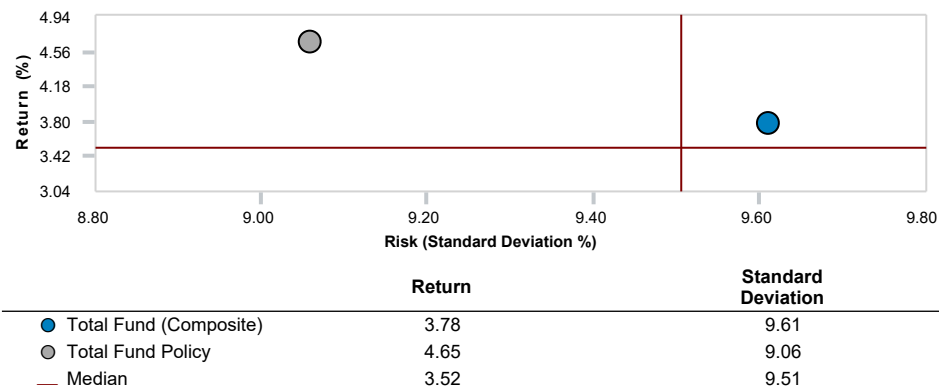 4.94
4.56
4.18
3.80
3.42
3.04
Return (%)
8.80 9.00 9.20 9.40 9.60 9.80
Risk (Standard Deviation %)
Return Standard Deviation
Total Fund (Composite) 3.78 9.61
Total Fund Policy 4.65 9.06
Median 3.52 9.51